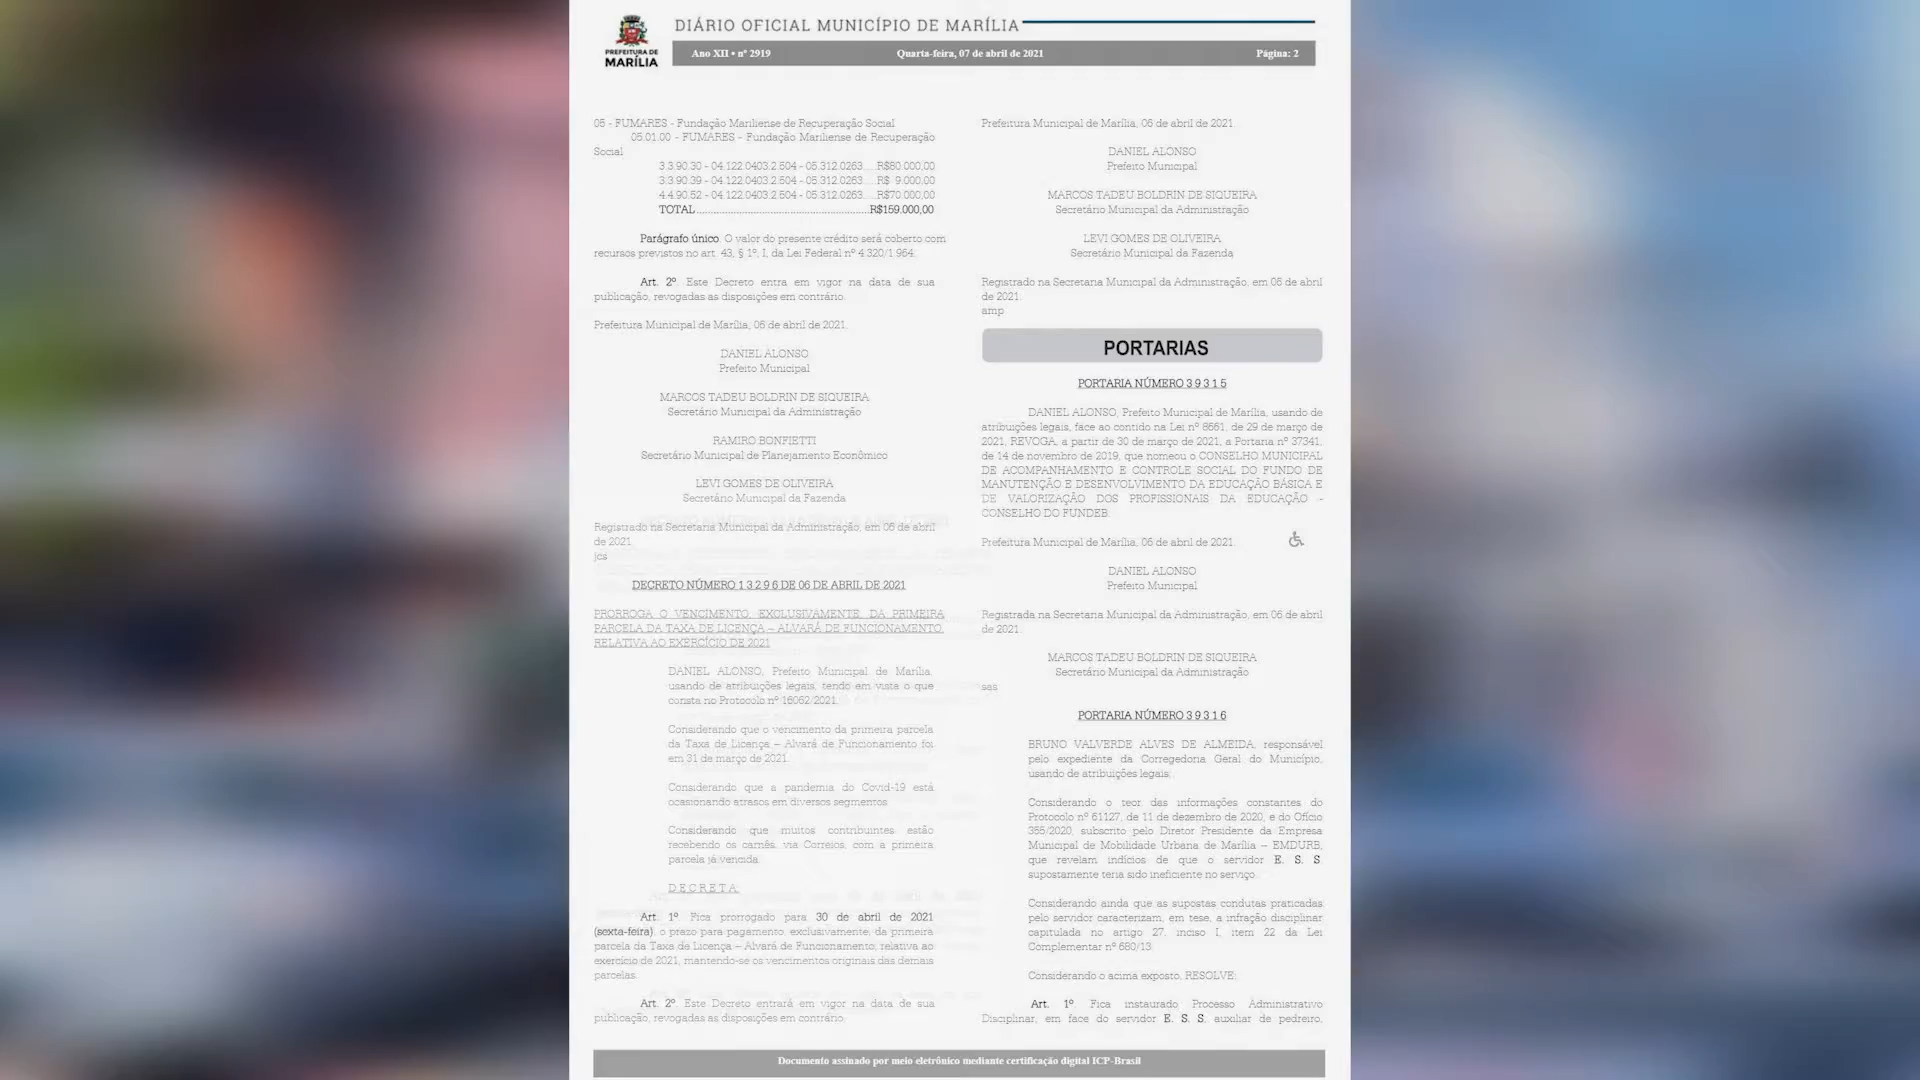 PREFEITURA DE
MARÍLIA
DIÁRIO OFICIAL MUNICÍPIO DE MARÍLIA
Ano XII • nº 2919 Quarta-feira, 07 de abril de 2021 Página: 2
05 - FUMARES - Fundação Mariliense de Recuperação Social
05.01.00 - FUMARES - Fundação Mariliense de Recuperação
Social
3.3.90.30 - 04.122.0403.2.504 - 05.312.0263....R$80.000,00
3.3.90.39 - 04.122.0403.2.504 - 05.312.0263....R$ 9.000,00
4.4.90.52 - 04.122.0403.2.504 - 05.312.0263....R$70.000,00
TOTAL..........................................................R$159.000,00
Parágrafo único. O valor do presente crédito será coberto com
recursos previstos no art. 43, § 1º, I, da Lei Federal nº 4.320/1.964.
Art. 2º. Este Decreto entra em vigor na data de sua
publicação, revogadas as disposições em contrário.
Prefeitura Municipal de Marília, 06 de abril de 2021.
DANIEL ALONSO
Prefeito Municipal
MARCOS TADEU BOLDRIN DE SIQUEIRA
Secretário Municipal da Administração
RAMIRO BONFIETTI
Secretário Municipal de Planejamento Econômico
LEVI GOMES DE OLIVEIRA
Secretário Municipal da Fazenda
Registrado na Secretaria Municipal da Administração, em 06 de abril
de 2021.
jcs
DECRETO NÚMERO 1 3 2 9 6 DE 06 DE ABRIL DE 2021
PRORROGA O VENCIMENTO, EXCLUSIVAMENTE, DA PRIMEIRA
PARCELA DA TAXA DE LICENÇA – ALVARÁ DE FUNCIONAMENTO,
RELATIVA AO EXERCÍCIO DE 2021
DANIEL ALONSO, Prefeito Municipal de Marília,
usando de atribuições legais, tendo em vista o que
consta no Protocolo nº 16062/2021,
Considerando que o vencimento da primeira parcela
da Taxa de Licença – Alvará de Funcionamento foi
em 31 de março de 2021.
Considerando que a pandemia do Covid-19 está
ocasionando atrasos em diversos segmentos
Considerando que muitos contribuintes estão
recebendo os carnês, via Correios, com a primeira
parcela já vencida.
D E C R E T A:
Art. 1º. Fica prorrogado para 30 de abril de 2021
(sexta-feira), o prazo para pagamento, exclusivamente, da primeira
parcela da Taxa de Licença – Alvará de Funcionamento, relativa ao
exercício de 2021, mantendo-se os vencimentos originais das demais
parcelas.
Art. 2º. Este Decreto entrará em vigor na data de sua
publicação, revogadas as disposições em contrário.
Prefeitura Municipal de Marília, 06 de abril de 2021.
DANIEL ALONSO
Prefeito Municipal
MARCOS TADEU BOLDRIN DE SIQUEIRA
Secretário Municipal da Administração
LEVI GOMES DE OLIVEIRA
Secretário Municipal da Fazenda
Registrado na Secretaria Municipal da Administração, em 06 de abril
de 2021.
amp
PORTARIAS
PORTARIA NÚMERO 3 9 3 1 5
DANIEL ALONSO, Prefeito Municipal de Marília, usando de
atribuições legais, face ao contido na Lei nº 8661, de 29 de março de
2021, REVOGA, a partir de 30 de março de 2021, a Portaria nº 37341,
de 14 de novembro de 2019, que nomeou o CONSELHO MUNICIPAL
DE ACOMPANHAMENTO E CONTROLE SOCIAL DO FUNDO DE
MANUTENÇÃO E DESENVOLVIMENTO DA EDUCAÇÃO BÁSICA E
DE VALORIZAÇÃO DOS PROFISSIONAIS DA EDUCAÇÃO -
CONSELHO DO FUNDEB.
Prefeitura Municipal de Marília, 06 de abril de 2021.
DANIEL ALONSO
Prefeito Municipal
Registrada na Secretaria Municipal da Administração, em 06 de abril
de 2021.
MARCOS TADEU BOLDRIN DE SIQUEIRA
Secretário Municipal da Administração
sas
PORTARIA NÚMERO 3 9 3 1 6
BRUNO VALVERDE ALVES DE ALMEIDA, responsável
pelo expediente da Corregedoria Geral do Município,
usando de atribuições legais;
Considerando o teor das informações constantes do
Protocolo nº 61127, de 11 de dezembro de 2020, e do Ofício
355/2020, subscrito pelo Diretor Presidente da Empresa
Municipal de Mobilidade Urbana de Marília – EMDURB,
que revelam indícios de que o servidor E. S. S.
supostamente teria sido ineficiente no serviço.
Considerando ainda que as supostas condutas praticadas
pelo servidor caracterizam, em tese, a infração disciplinar
capitulada no artigo 27, inciso I, item 22 da Lei
Complementar nº 680/13.
Considerando o acima exposto, RESOLVE:
Art. 1º. Fica instaurado Processo Administrativo
Disciplinar, em face do servidor E. S. S, auxiliar de pedreiro,
Documento assinado por meio eletrônico mediante certificação digital ICP-Brasil